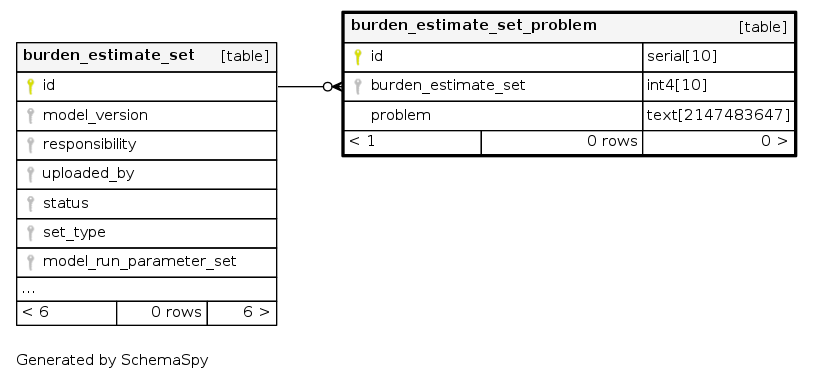 burden_estimate_set [table]
id
model_version
responsibility
uploaded_by
status
set_type
model_run_parameter_set
...
< 6 0 rows 6 >
burden_estimate_set_problem [table]
id serial[10]
burden_estimate_set int4[10]
problem text[2147483647]
< 1 0 rows 0 >
Generated by SchemaSpy